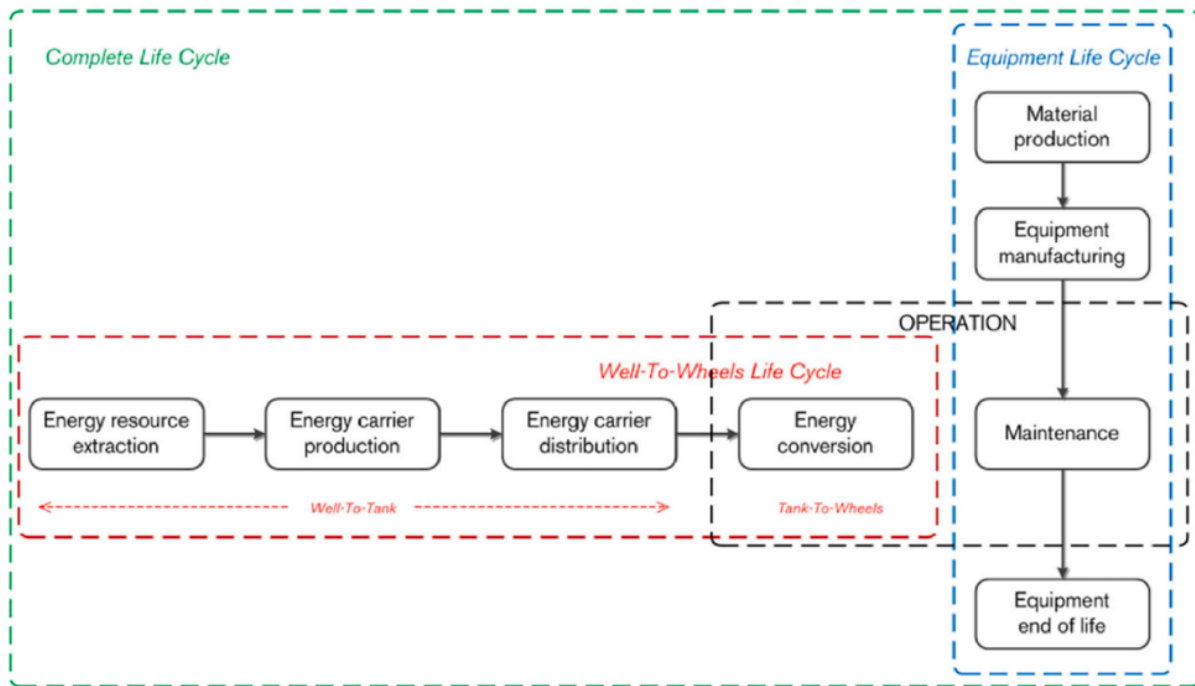 Complete Life Cycle
Equipment Life Cycle
Material
production
Equipment
manufacturing
OPERATION
Well-To-Wheels Life Cycle
Energy resource
extraction
Energy carrier
production
Energy carrier
distribution
Energy
conversion
Maintenance
Well-To-Tank
Tank-To-Wheels
Equipment
end of life